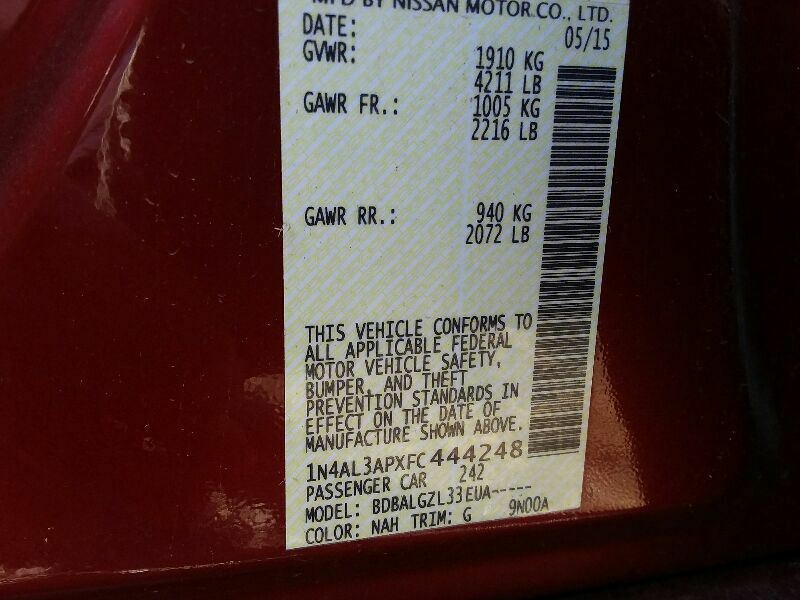 MFD BY NISSAN MOTOR CO., LTD.
DATE: 05/15
GVWR: 1910 KG
4211 LB
GAWR FR.: 1005 KG
2216 LB
GAWR RR.: 940 KG
2072 LB
THIS VEHICLE CONFORMS TO
ALL APPLICABLE FEDERAL
MOTOR VEHICLE SAFETY,
BUMPER, AND THEFT
PREVENTION STANDARDS IN
EFFECT ON THE DATE OF
MANUFACTURE SHOWN ABOVE.
1N4AL3APXFC444248
PASSENGER CAR 242
MODEL: BDBALGZL33EUA-----
COLOR: NAH TRIM: G 9N00A